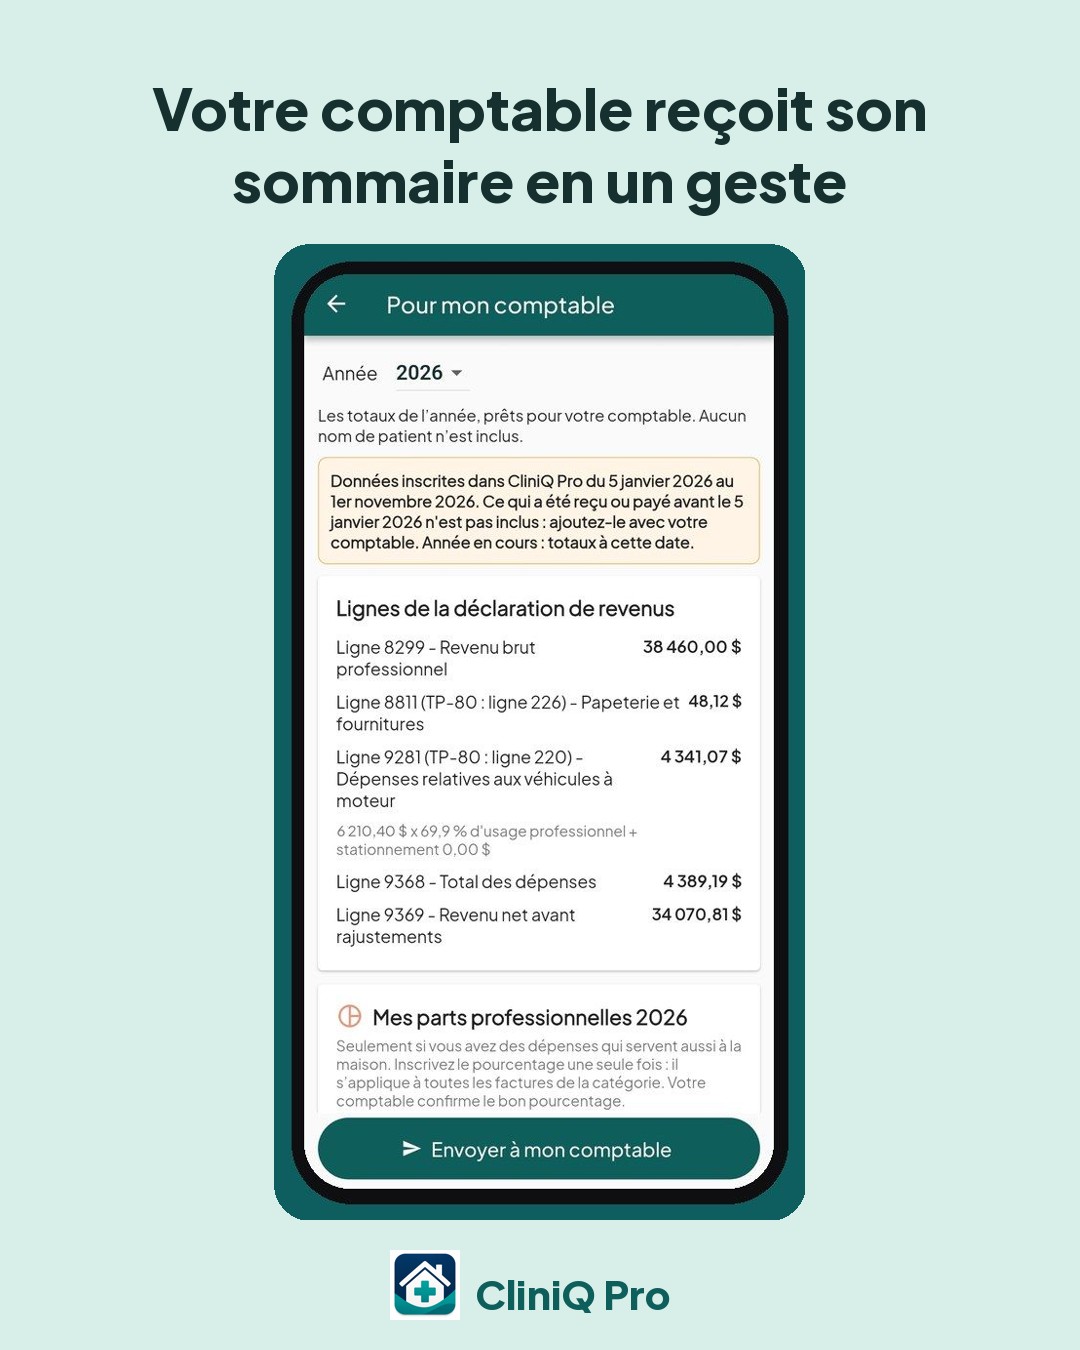 Votre comptable reçoit son
sommaire en un geste
Pour mon comptable
Année 2026
Les totaux de l'année, prêts pour votre comptable. Aucun
nom de patient n'est inclus.
Données inscrites dans CliniQ Pro du 5 janvier 2026 au
1er novembre 2026. Ce qui a été reçu ou payé avant le 5
janvier 2026 n'est pas inclus : ajoutez-le avec votre
comptable. Année en cours : totaux à cette date.
Lignes de la déclaration de revenus
Ligne 8299 - Revenu brut 38 460,00 $
professionnel
Ligne 8811 (TP-80 : ligne 226) - Papeterie et 48,12 $
fournitures
Ligne 9281 (TP-80 : ligne 220) - 4 341,07 $
Dépenses relatives aux véhicules à
moteur
6 210,40 $ x 69,9 % d'usage professionnel +
stationnement 0,00 $
Ligne 9368 - Total des dépenses 4 389,19 $
Ligne 9369 - Revenu net avant 34 070,81 $
rajustements
Mes parts professionnelles 2026
Seulement si vous avez des dépenses qui servent aussi à la
maison. Inscrivez le pourcentage une seule fois : il
s'applique à toutes les factures de la catégorie. Votre
comptable confirme le bon pourcentage.
Envoyer à mon comptable
CliniQ Pro